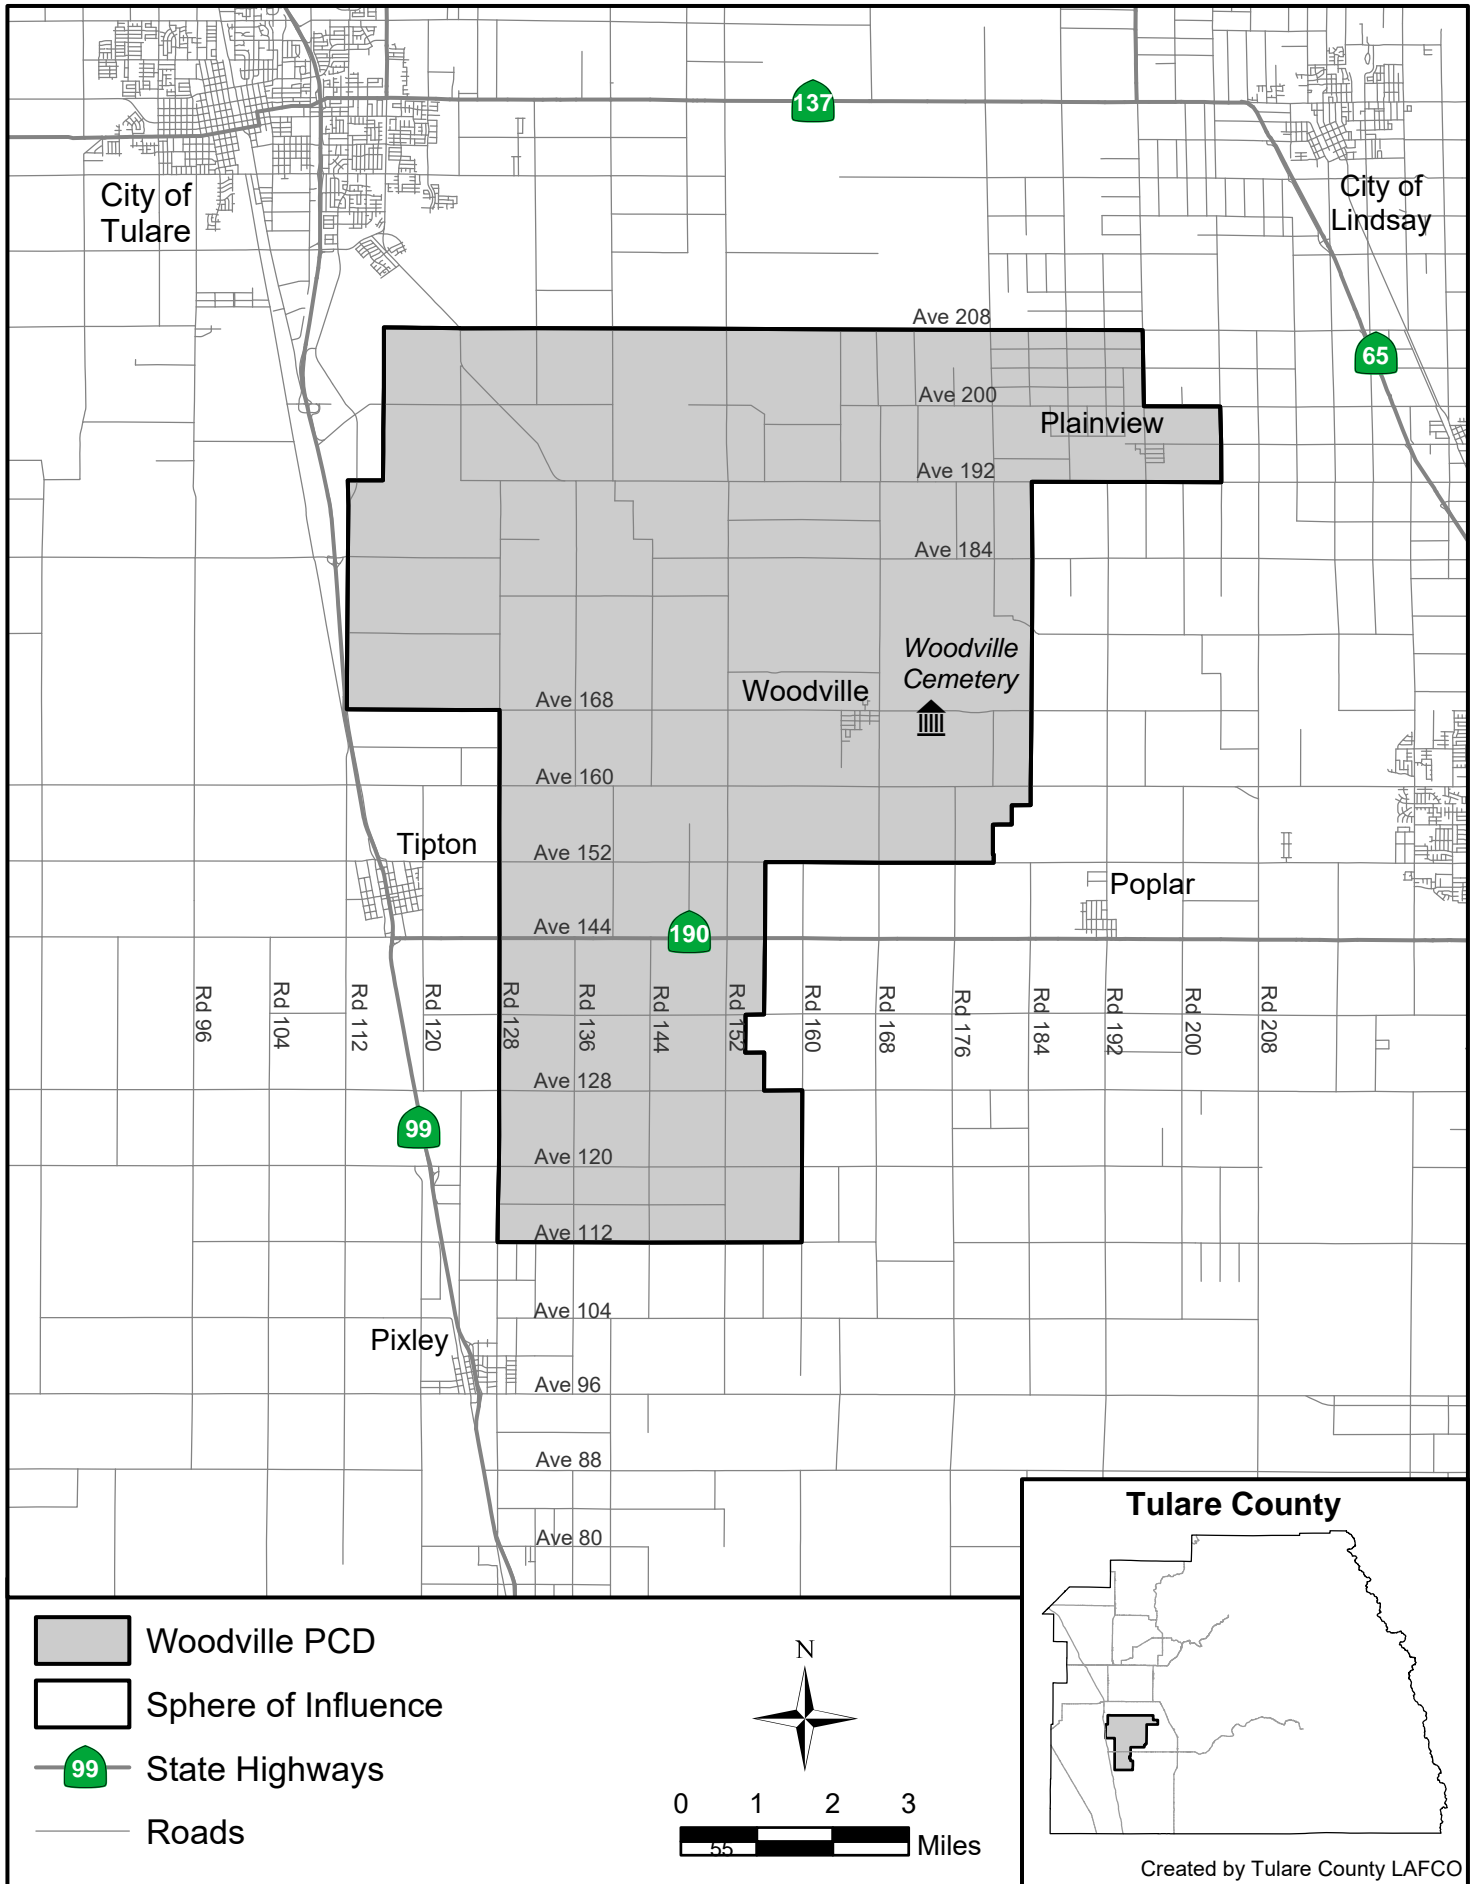 137
City of
Tulare
City of
Lindsay
Ave 208
65
Ave 200
Plainview
Ave 192
Ave 184
Woodville
Cemetery
Woodville
Ave 168
Ave 160
Tipton
Ave 152
Poplar
Ave 144
190
Rd 96
Rd 104
Rd 112
Rd 120
Rd 128
Rd 136
Rd 144
Rd 152
Rd 160
Rd 168
Rd 176
Rd 184
Rd 192
Rd 200
Rd 208
Ave 128
99
Ave 120
Ave 112
Ave 104
Pixley
Ave 96
Ave 88
Ave 80
Tulare County
Woodville PCD
Sphere of Influence
99 State Highways
Roads
N
0 1 2 3
55
Miles
Created by Tulare County LAFCO